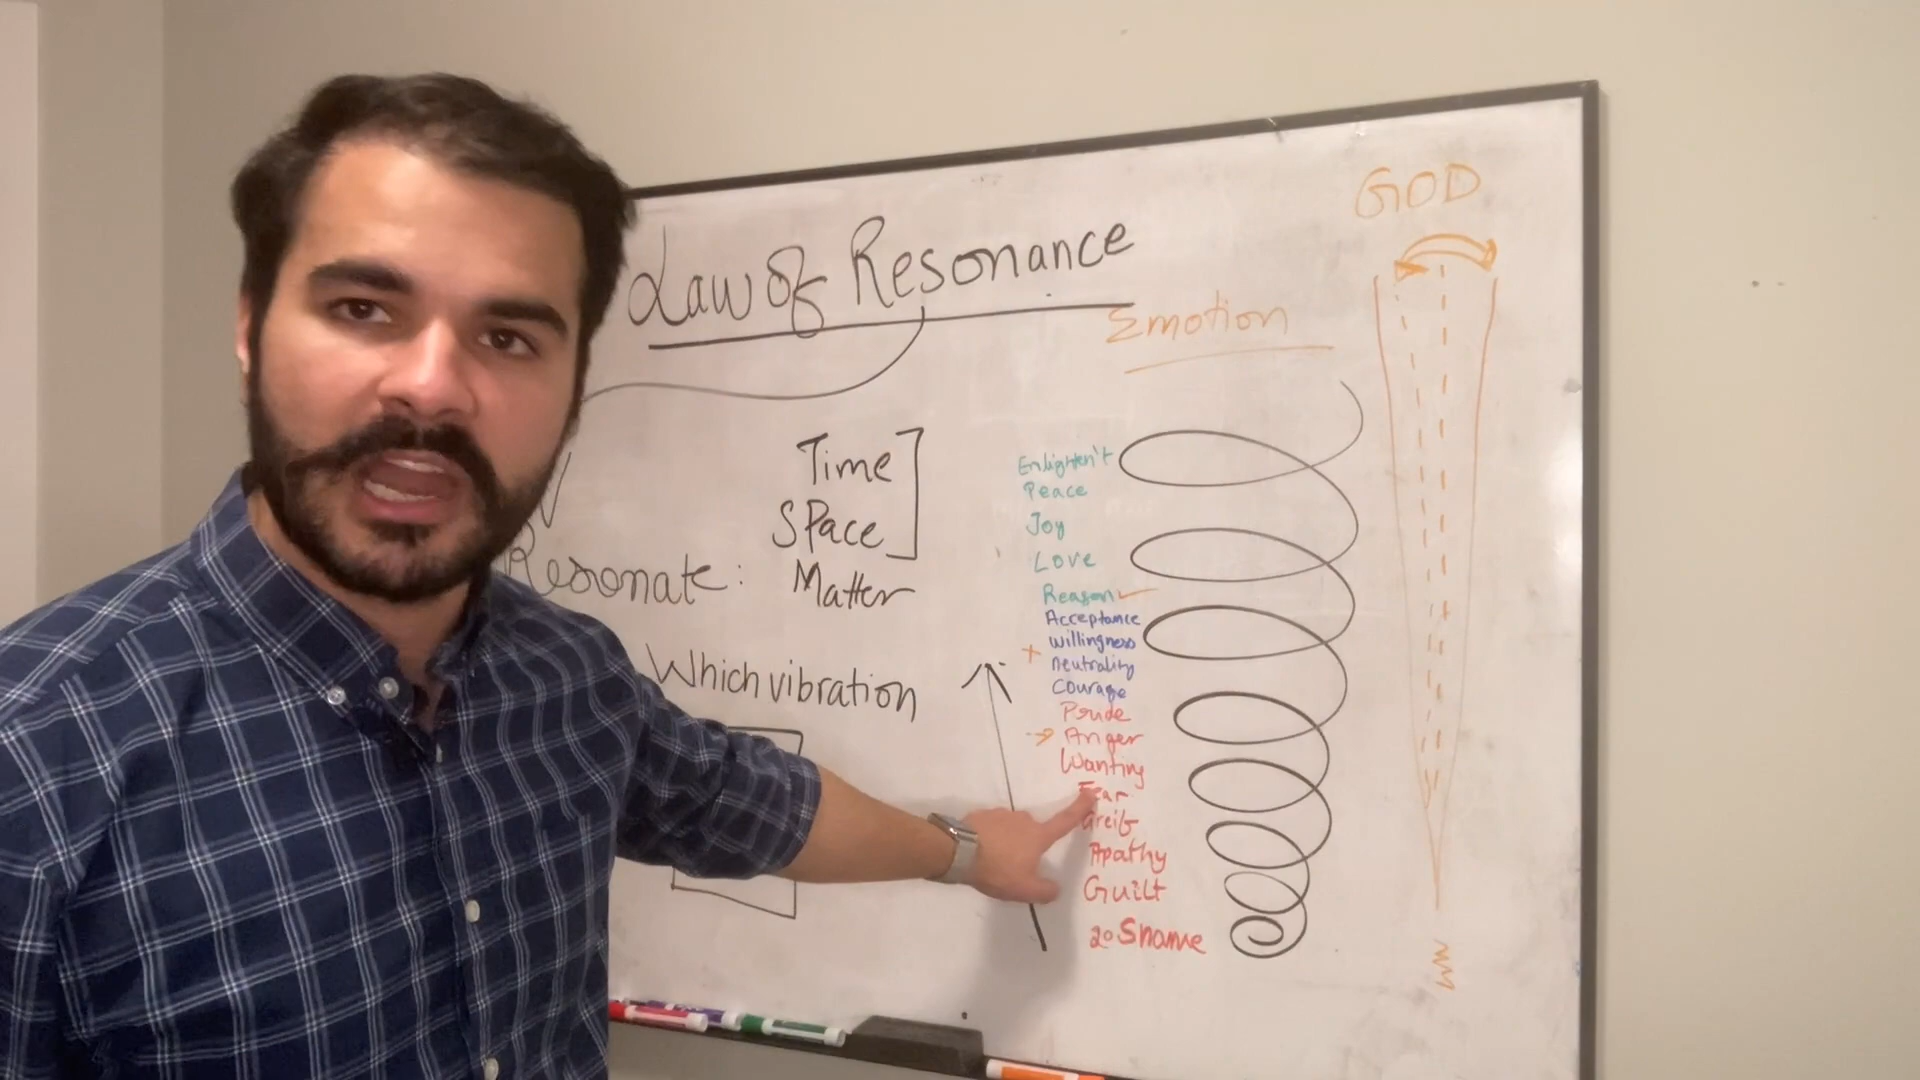 GOD
Law of Resonance
Emotion
Time
Space
Resonate: Matter
Which vibration
Enlighten't
Peace
Joy
Love
Reason ✓
Acceptance
Willingness
+ neutrality
Courage
Pride
→ Anger
Wanting
Fear
Greif
Apathy
Guilt
20 Shame